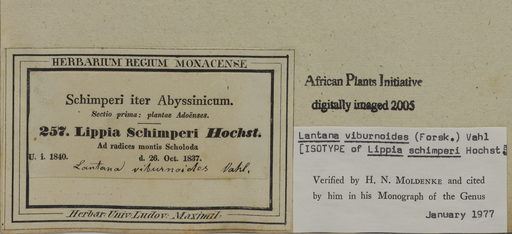 HERBARIUM REGIUM MONACENSE
Schimperi iter Abyssinicum.
Sectio prima: plantae Adoënses.
257. Lippia Schimperi Hochst.
Ad radices montis Scholoda
U. i. 1840. d. 26. Oct. 1837.
Lantana viburnoides Vahl.
Herbar. Univ. Ludov. Maximil.
African Plants Initiative
digitally imaged 2005
Lantana viburnoides (Forsk.) Vahl
[ISOTYPE of Lippia schimperi Hochst.]
Verified by H. N. MOLDENKE and cited
by him in his Monograph of the Genus
January 1977